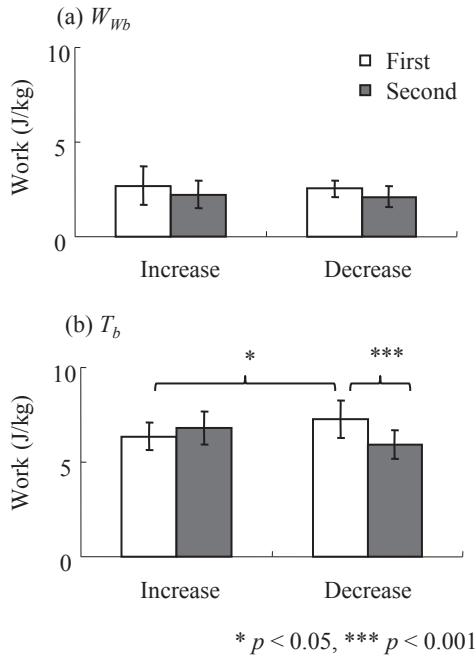 (a) W_Wb
10
First
Second
Work (J/kg)
5
0
Increase Decrease
(b) T_b
10
* ***
Work (J/kg)
5
0
Increase Decrease
* p < 0.05, *** p < 0.001